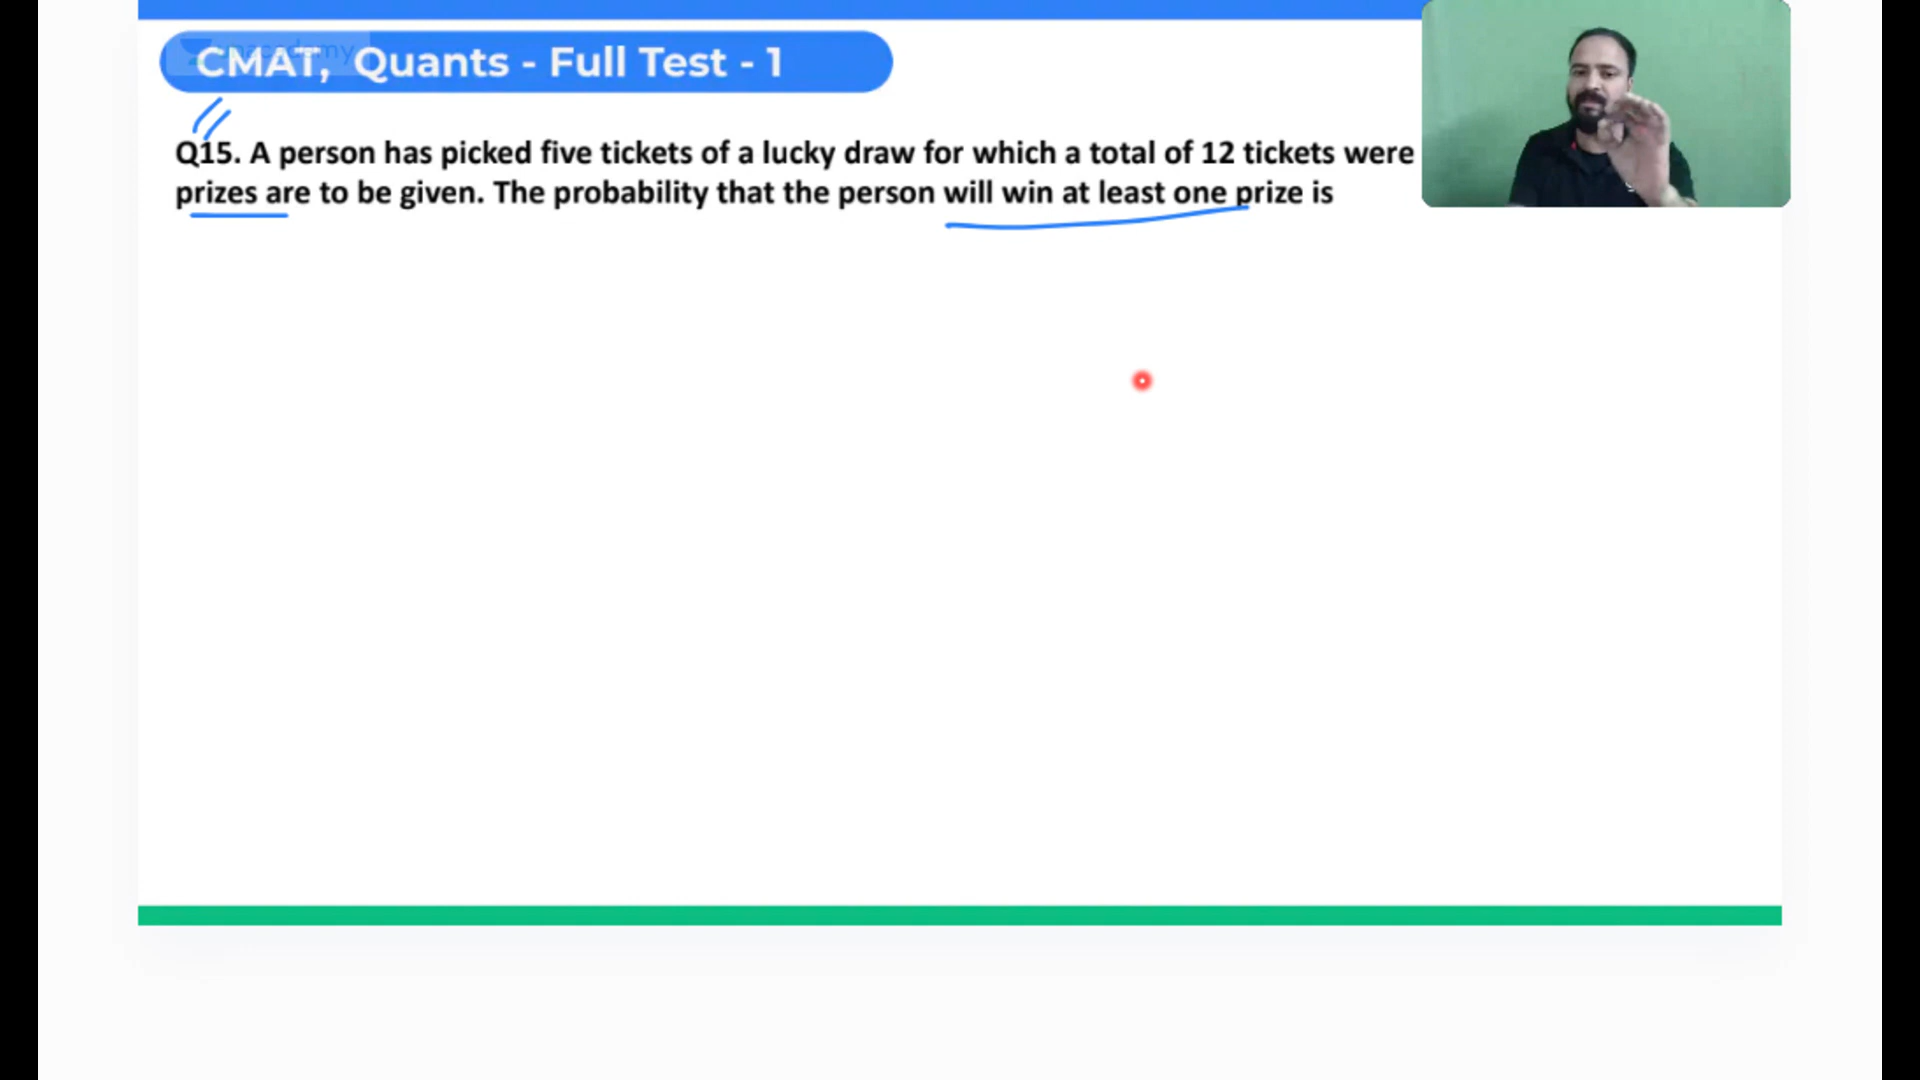 CMAT, Quants - Full Test - 1
Q15. A person has picked five tickets of a lucky draw for which a total of 12 tickets were
prizes are to be given. The probability that the person will win at least one prize is